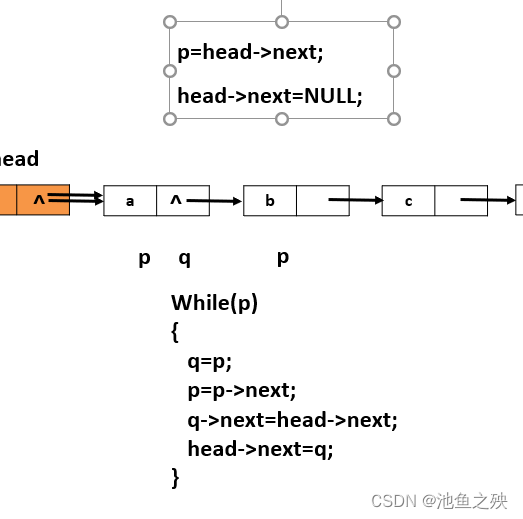 p=head->next;
head->next=NULL;
head
^ a ^ b c
p q p
While(p)
{
q=p;
p=p->next;
q->next=head->next;
head->next=q;
}
CSDN @池鱼之殃